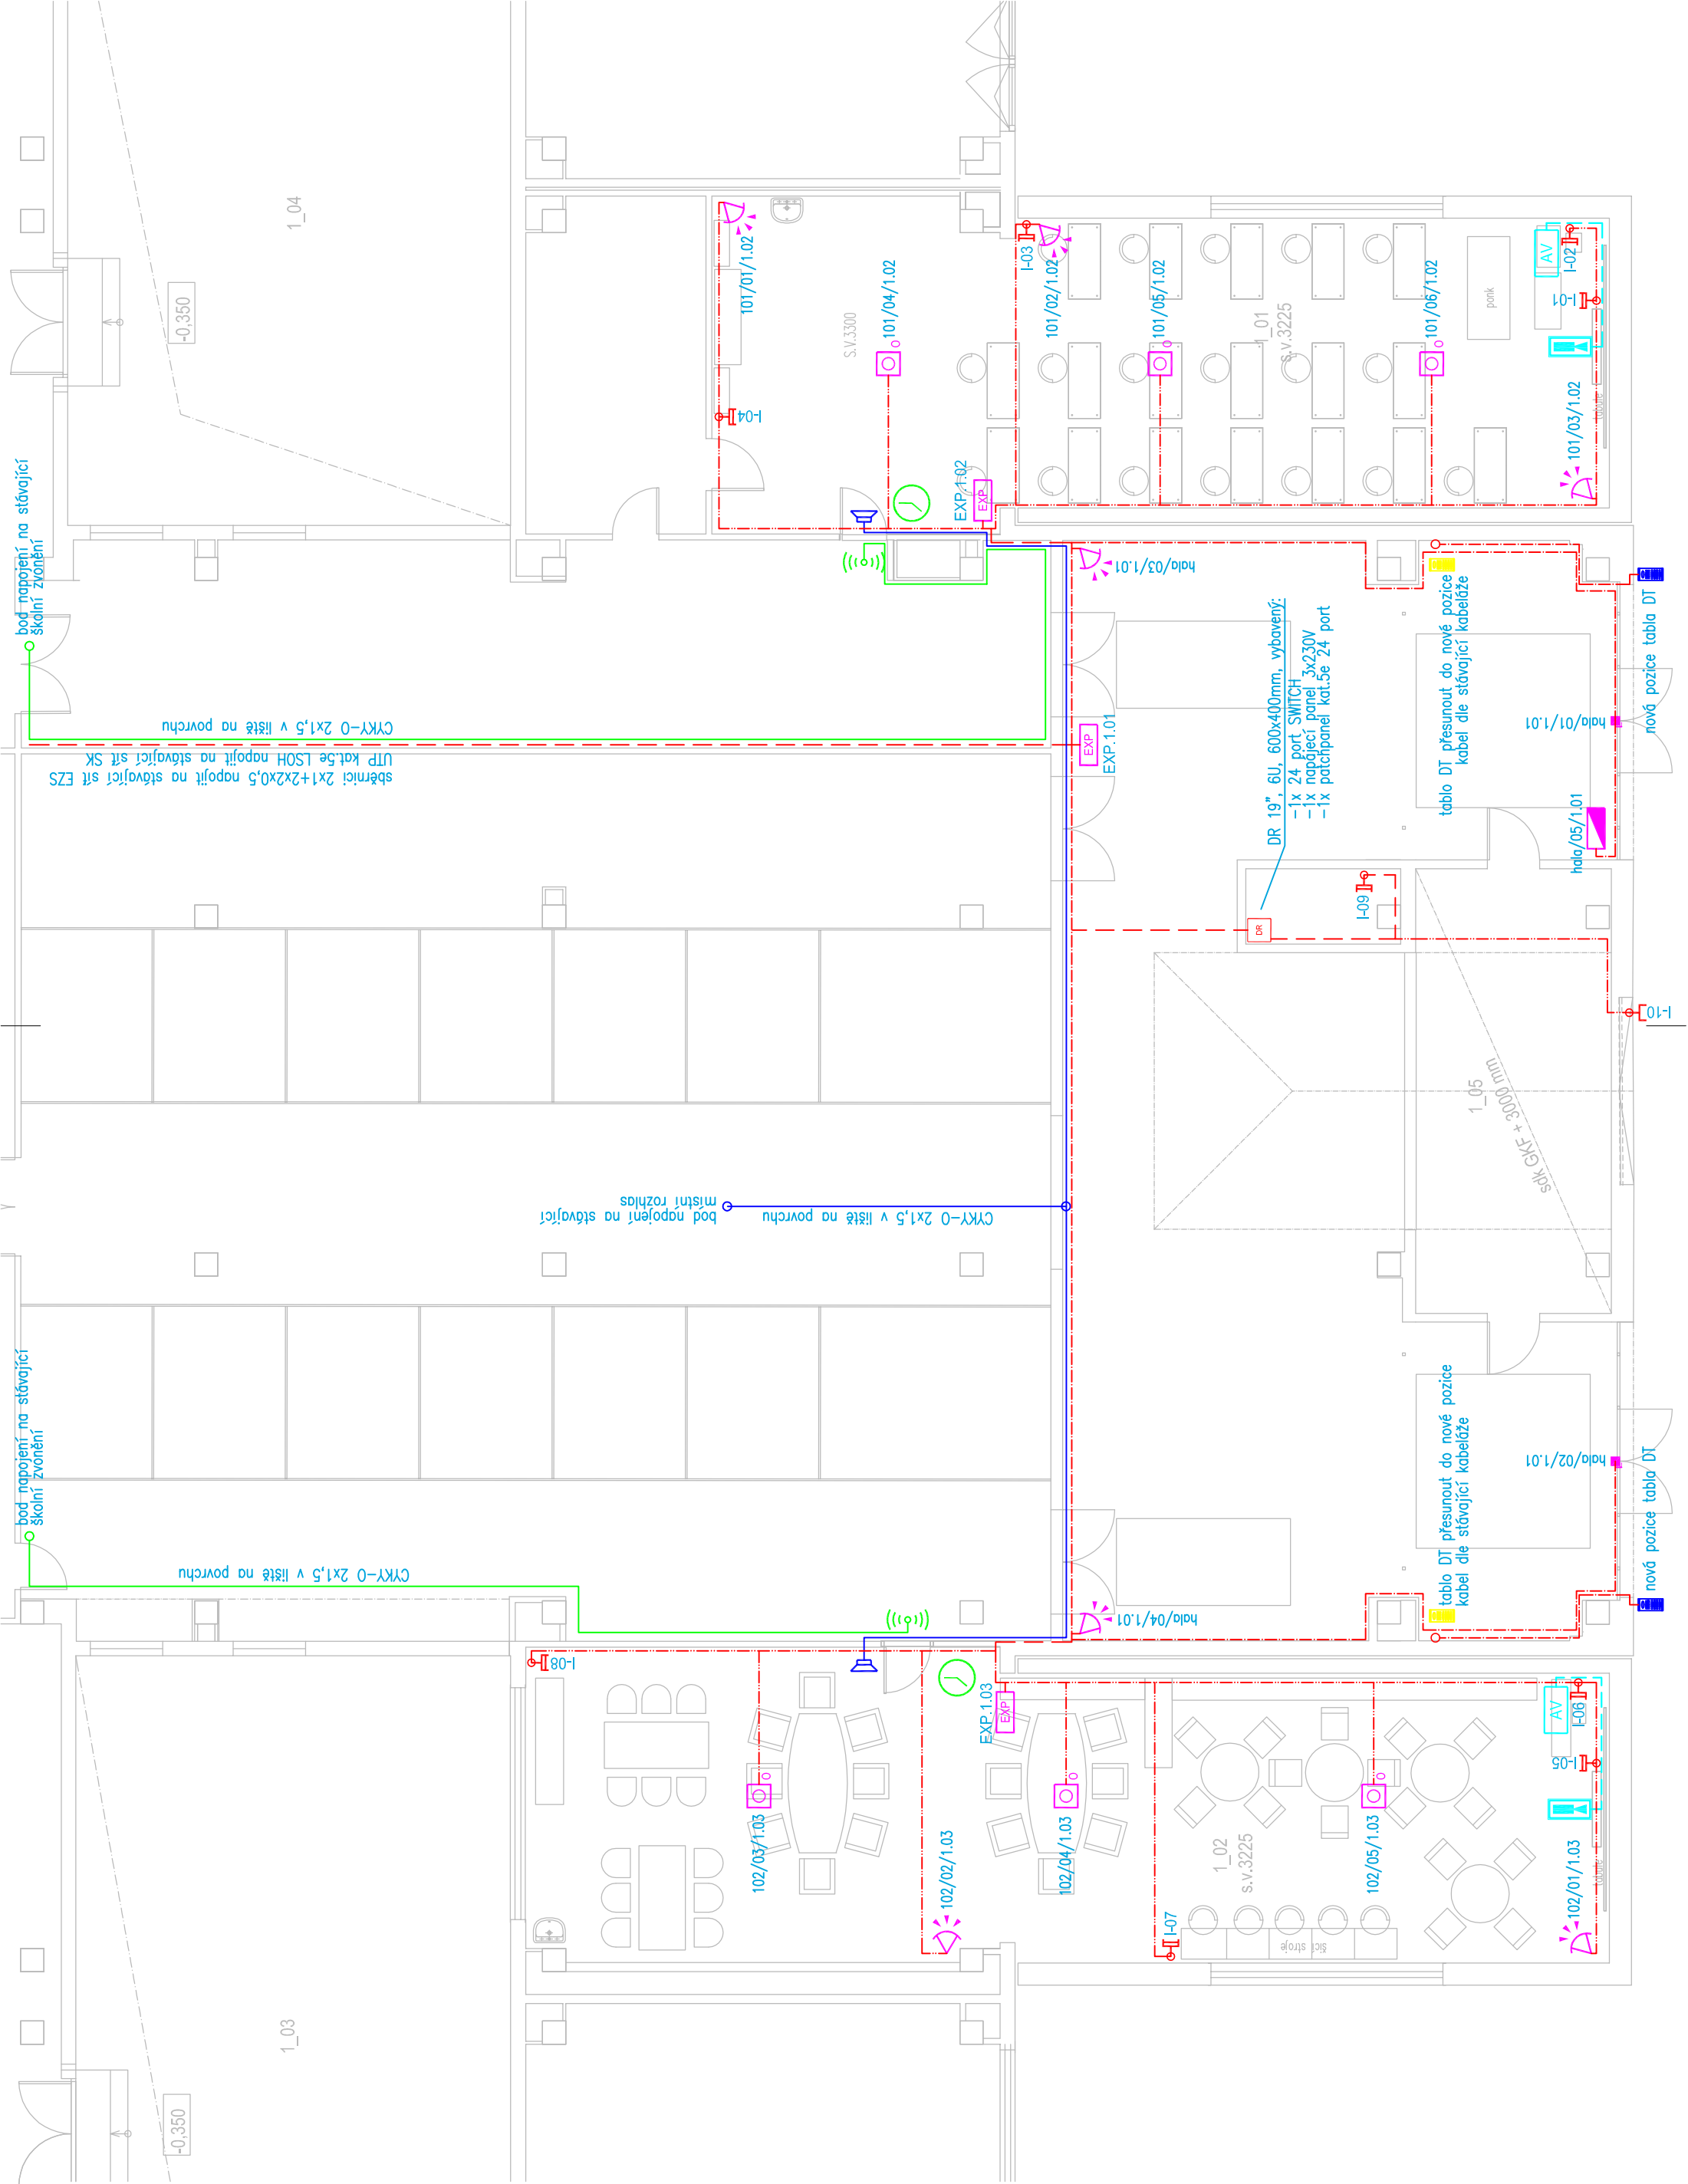 1_04
-0,350
101/01/1.02
S.V.3300
101/04/1.02
I-03
101/02/1.02
101/05/1.02
1_01
s.v.3225
101/06/1.02
ponk
AV
I-02
I-01
101/03/1.02
tabule
I-04
EXP.1.02
EXP
O
O
O
bod napojení na stávající
školní zvonění
hala/03/1.01
CYKY-O 2x1,5 v liště na povrchu
UTP kat.5e LSOH napojit na stávající síť SK
sběrnici 2x1+2x2x0,5 napojit na stávající síť EZS
EXP
EXP.1.01
DR 19", 6U, 600x400mm, vybavený:
-1x 24 port SWITCH
-1x napájecí panel 3x230V
-1x patchpanel kat.5e 24 port
tablo DT přesunout do nové pozice
kabel dle stávající kabeláže
nová pozice tabla DT
hala/01/1.01
hala/05/1.01
I-09
DR
I-10
1_05
sdk GKF + 30000 mm
bod napojení na stávající
místní rozhlas
CYKY-O 2x1,5 v liště na povrchu
bod napojení na stávající
školní zvonění
CYKY-O 2x1,5 v liště na povrchu
hala/04/1.01
tablo DT přesunout do nové pozice
kabel dle stávající kabeláže
hala/02/1.01
nová pozice tabla DT
I-08
EXP.1.03
EXP
O
O
O
102/03/1.03
102/02/1.03
102/04/1.03
102/05/1.03
1_02
s.v.3225
AV
I-06
I-05
102/01/1.03
tabule
I-07
šicí stroje
1_03
-0,350